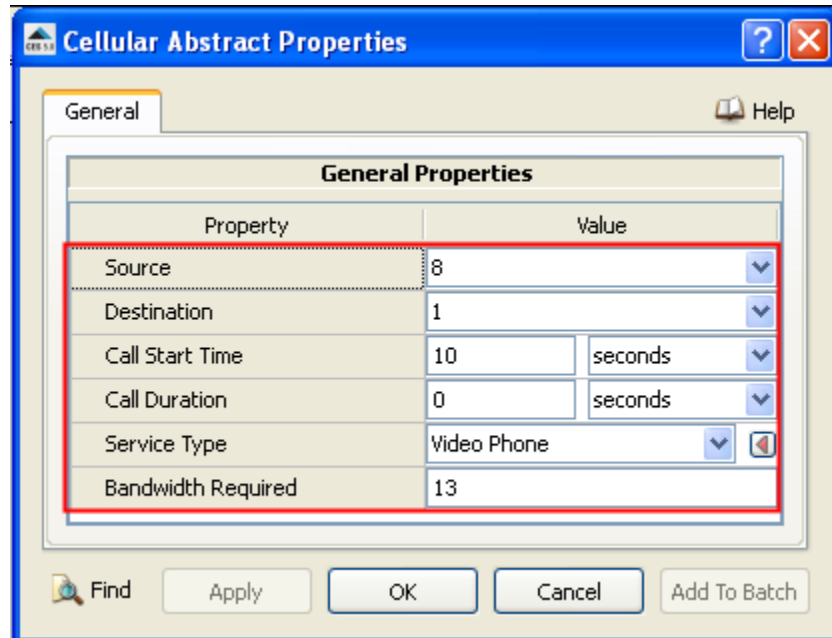 Cellular Abstract Properties
General
Help
General Properties
Property Value
Source 8
Destination 1
Call Start Time 10 seconds
Call Duration 0 seconds
Service Type Video Phone
Bandwidth Required 13
Find Apply OK Cancel Add To Batch